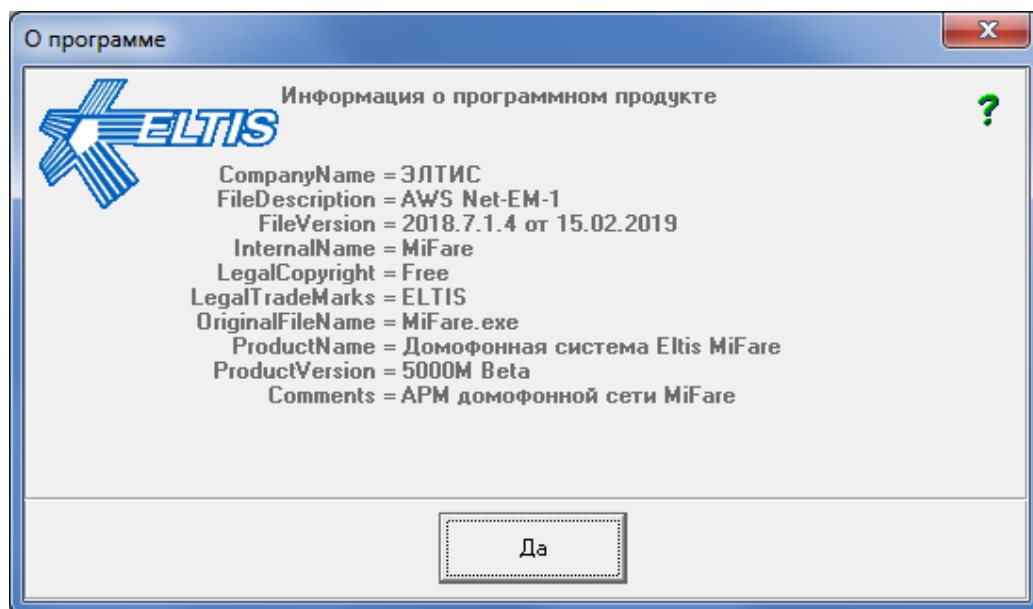 О программе
Информация о программном продукте
?
ELTIS
CompanyName = ЭЛТИС
FileDescription = AWS Net-EM-1
FileVersion = 2018.7.1.4 от 15.02.2019
InternalName = MiFare
LegalCopyright = Free
LegalTradeMarks = ELTIS
OriginalFileName = MiFare.exe
ProductName = Домофонная система Eltis MiFare
ProductVersion = 5000M Beta
Comments = АРМ домофонной сети MiFare
Да